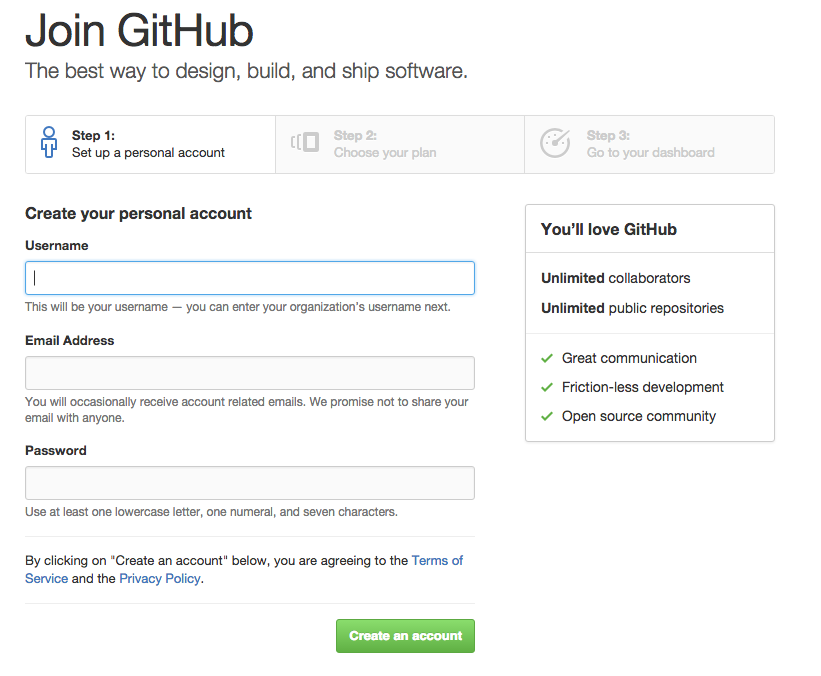 Join GitHub
The best way to design, build, and ship software.
Step 1:
Set up a personal account
Step 2:
Choose your plan
Step 3:
Go to your dashboard
Create your personal account
Username
This will be your username — you can enter your organization's username next.
Email Address
You will occasionally receive account related emails. We promise not to share your
email with anyone.
Password
Use at least one lowercase letter, one numeral, and seven characters.
By clicking on "Create an account" below, you are agreeing to the Terms of
Service and the Privacy Policy.
Create an account
You'll love GitHub
Unlimited collaborators
Unlimited public repositories
Great communication
Friction-less development
Open source community